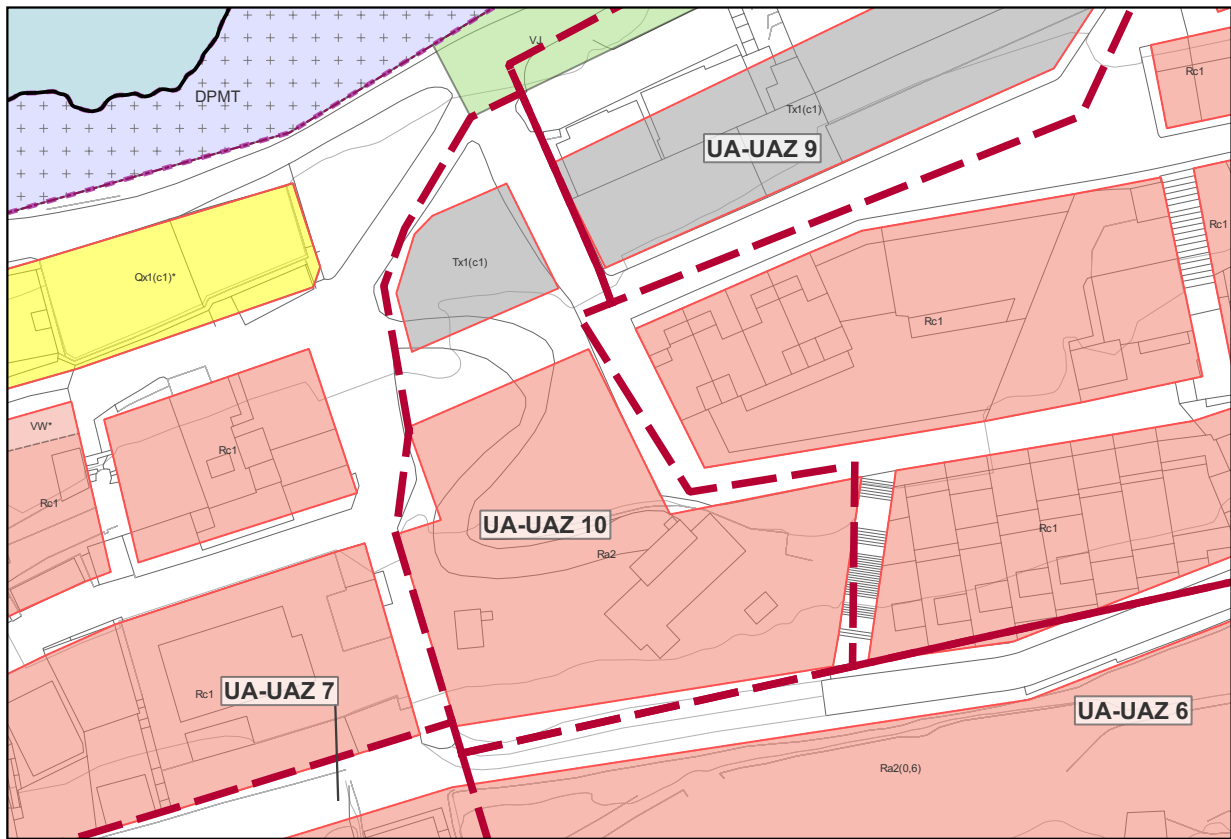 V.J
Rc1
DPMT
Tx1(c1)
UA-UAZ 9
Rc1
Tx1(c1)
Qx1(c1)*
Rc1
VW*
Rc1
Rc1
UA-UAZ 10
Rc1
Ra2
UA-UAZ 7
Rc1
UA-UAZ 6
Ra2(0,6)